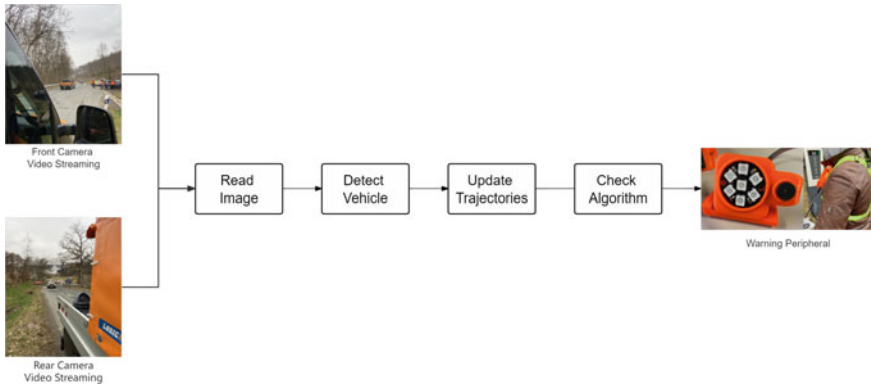 Front Camera
Video Streaming
Read
Image
Detect
Vehicle
Update
Trajectories
Check
Algorithm
Warning Peripheral
Rear Camera
Video Streaming